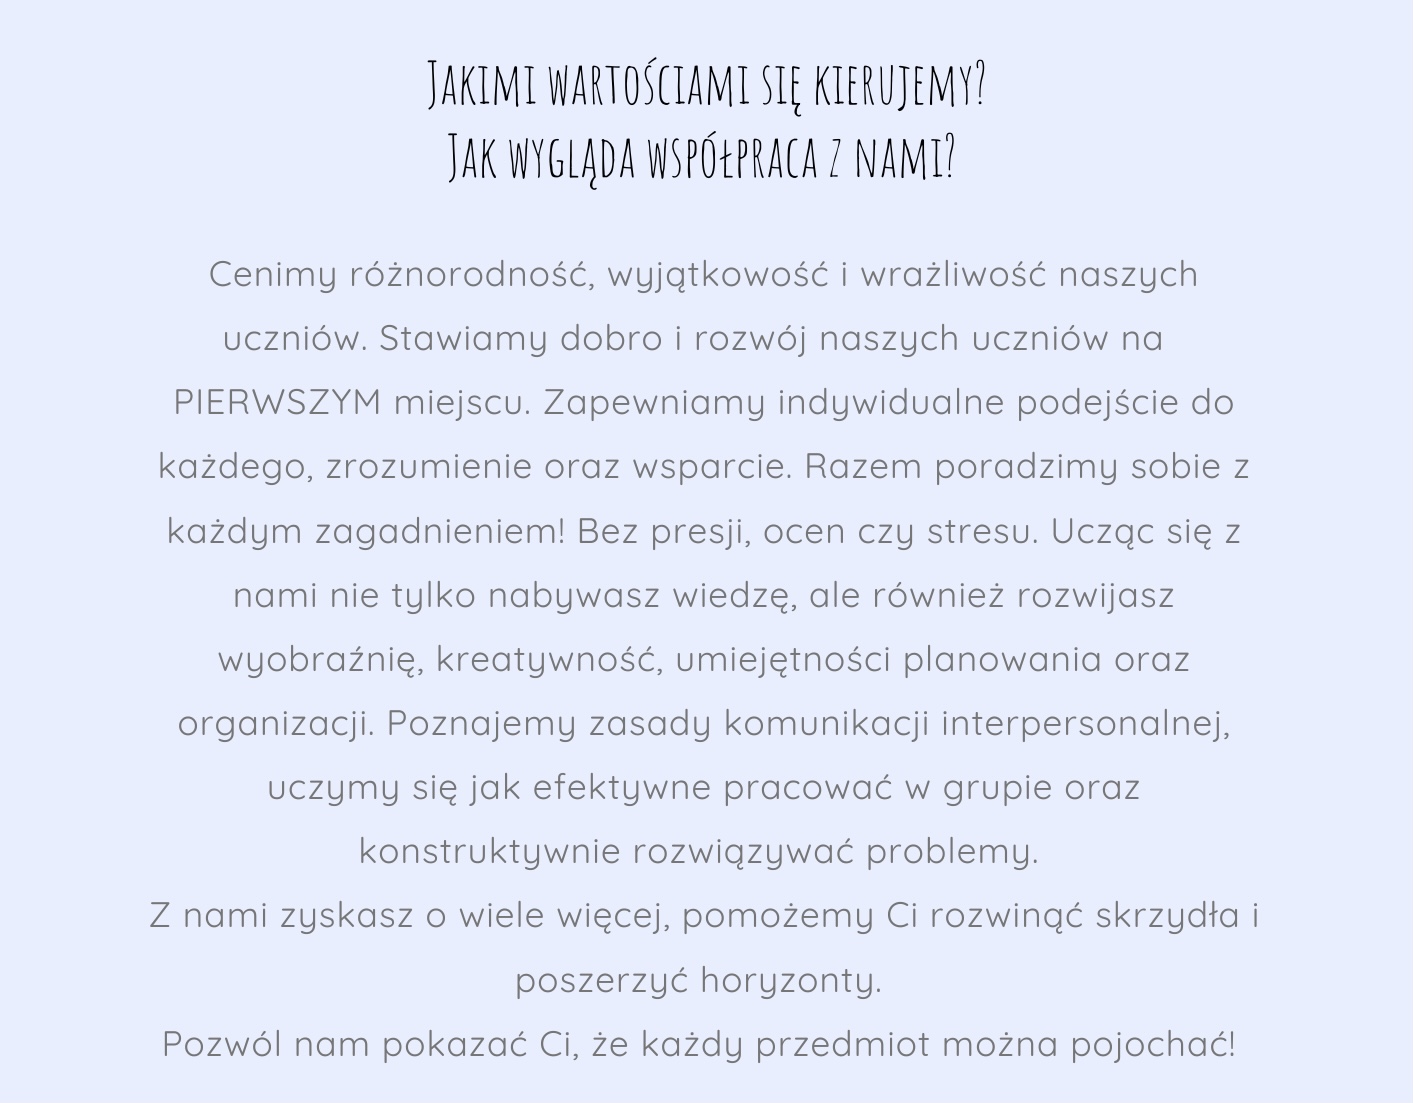 Jakimi wartościami się kierujemy?
Jak wygląda współpraca z nami?
Cenimy różnorodność, wyjątkowość i wrażliwość naszych
uczniów. Stawiamy dobro i rozwój naszych uczniów na
PIERWSZYM miejscu. Zapewniamy indywidualne podejście do
każdego, zrozumienie oraz wsparcie. Razem poradzimy sobie z
każdym zagadnieniem! Bez presji, ocen czy stresu. Ucząc się z
nami nie tylko nabywasz wiedzę, ale również rozwijasz
wyobraźnię, kreatywność, umiejętności planowania oraz
organizacji. Poznajemy zasady komunikacji interpersonalnej,
uczymy się jak efektywne pracować w grupie oraz
konstruktywnie rozwiązywać problemy.
Z nami zyskasz o wiele więcej, pomożemy Ci rozwinąć skrzydła i
poszerzyć horyzonty.
Pozwól nam pokazać Ci, że każdy przedmiot można pojochać!